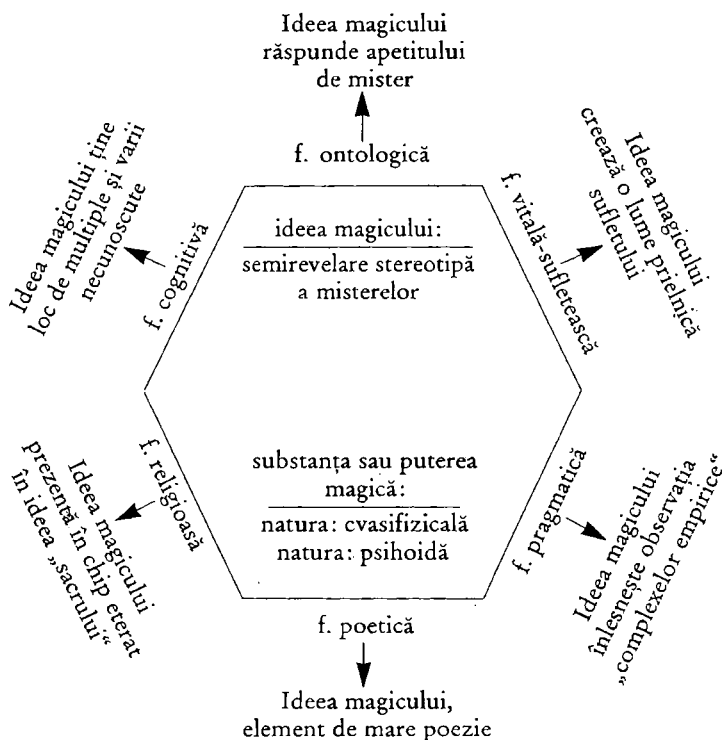 Ideea magicului
răspunde apetitului
de mister
f. ontologică
Ideea magicului ține
loc de multiple și varii
necunoscute
f. cognitivă
f. vitală-sufletească
Ideea magicului
creează o lume prielnică
sufletului
ideea magicului:
semirevelare stereotipă
a misterelor
substanța sau puterea
magică:
natura: cvasifizicală
natura: psihoidă
f. religioasă
Ideea magicului
prezentă în chip eterat
în ideea „sacrului“
f. pragmatică
Ideea magicului
înlesnește observația
„complexelor empirice“
f. poetică
Ideea magicului,
element de mare poezie